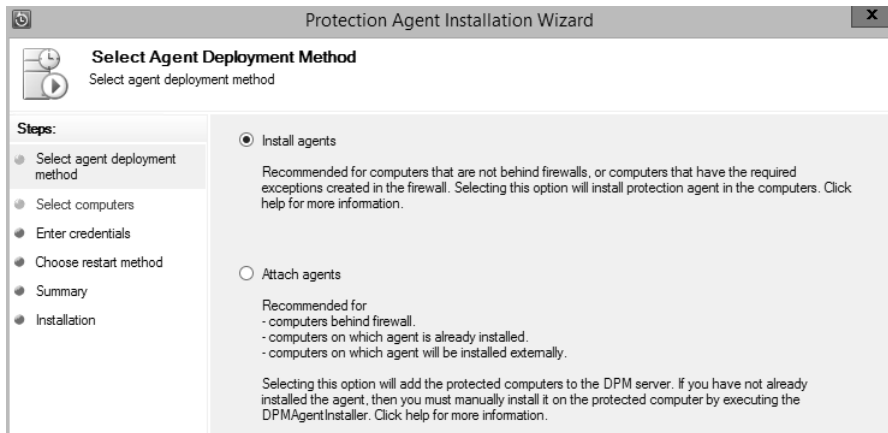 Protection Agent Installation Wizard
x
Select Agent Deployment Method
Select agent deployment method
Steps:
Select agent deployment
method
Select computers
Enter credentials
Choose restart method
Summary
Installation
Install agents
Recommended for computers that are not behind firewalls, or computers that have the required
exceptions created in the firewall. Selecting this option will install protection agent in the computers. Click
help for more information.
Attach agents
Recommended for
- computers behind firewall.
- computers on which agent is already installed.
- computers on which agent will be installed externally.
Selecting this option will add the protected computers to the DPM server. If you have not already
installed the agent, then you must manually install it on the protected computer by executing the
DPMAgentInstaller. Click help for more information.